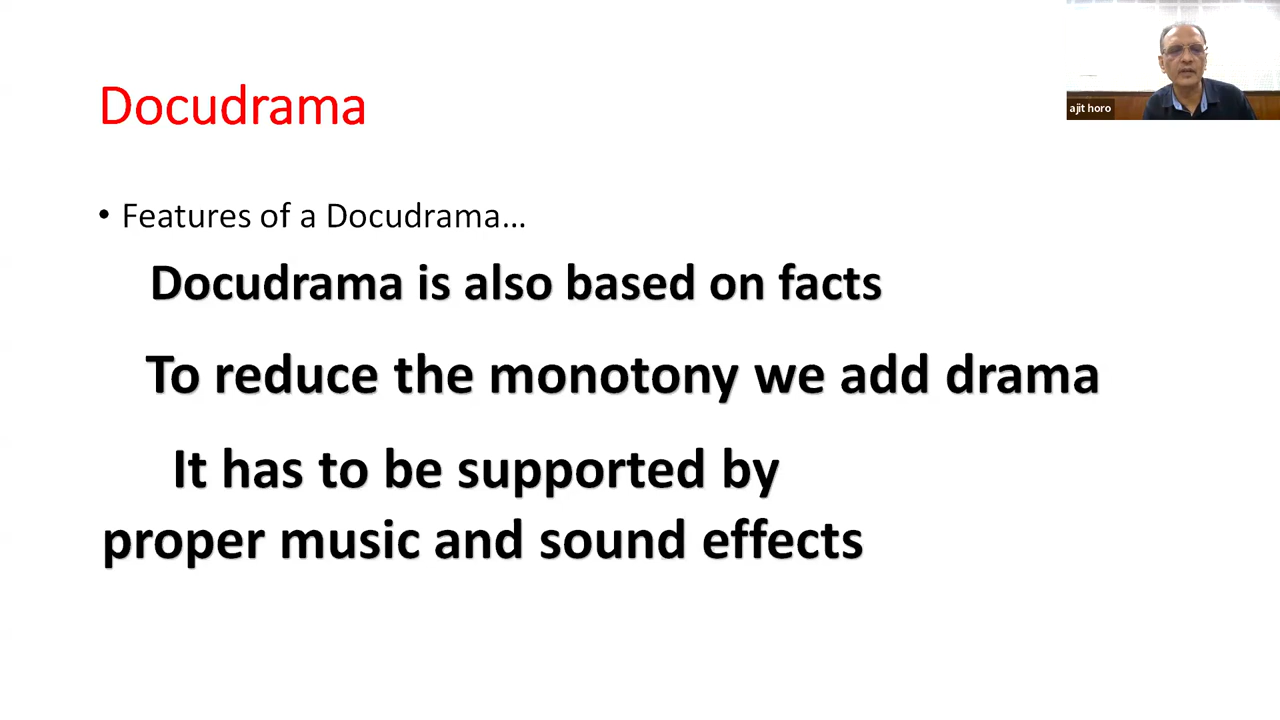 Docudrama
ajit horo
• Features of a Docudrama...
Docudrama is also based on facts
To reduce the monotony we add drama
It has to be supported by
proper music and sound effects